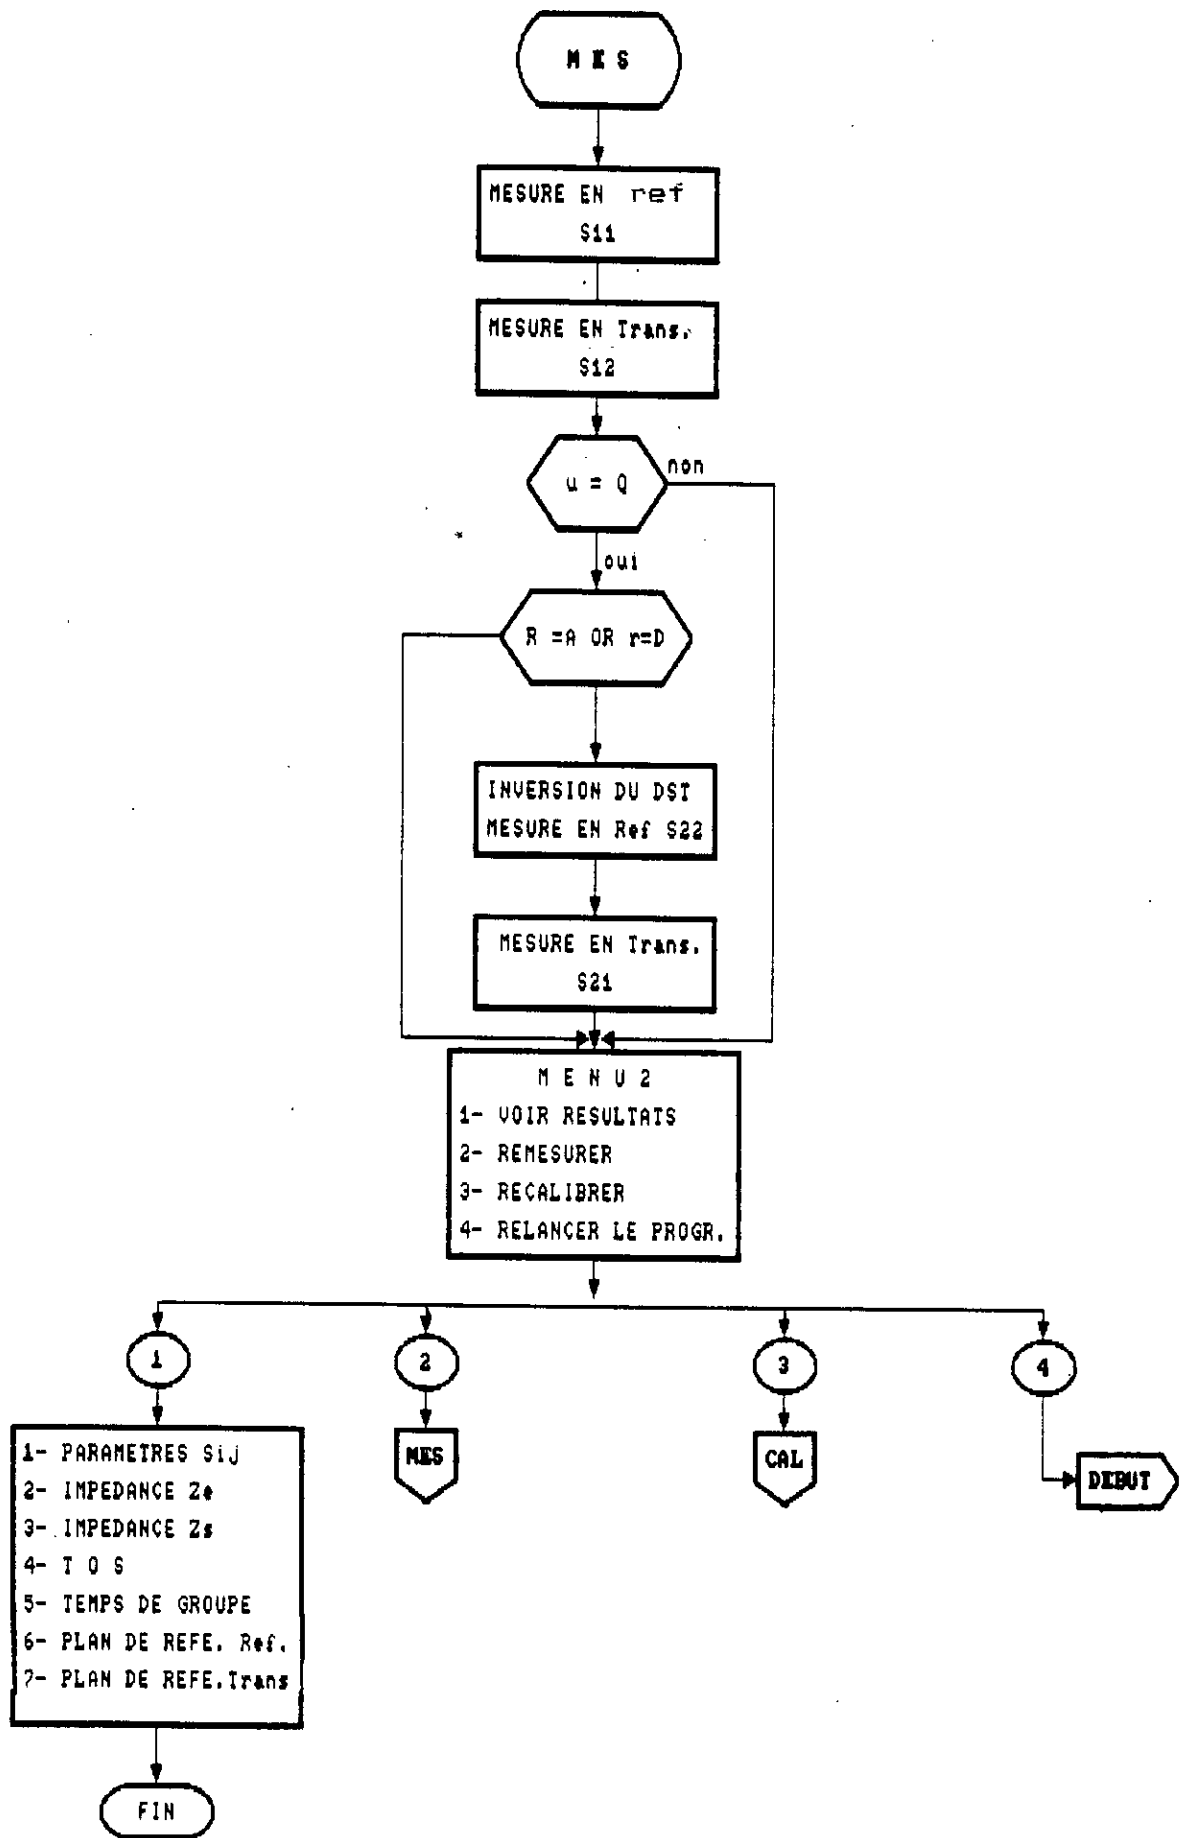 M E S
MESURE EN ref
S11
MESURE EN Trans.
S12
u = Q
non
oui
R =A OR r=D
INVERSION DU DST
MESURE EN Ref S22
MESURE EN Trans.
S21
M E N U 2
1- VOIR RESULTATS
2- REMESURER
3- RECALIBRER
4- RELANCER LE PROGR.
1
2
3
4
1- PARAMETRES Sij
2- IMPEDANCE Ze
3- IMPEDANCE Zs
4- T O S
5- TEMPS DE GROUPE
6- PLAN DE REFE. Ref.
7- PLAN DE REFE.Trans
MES
CAL
DEBUT
FIN